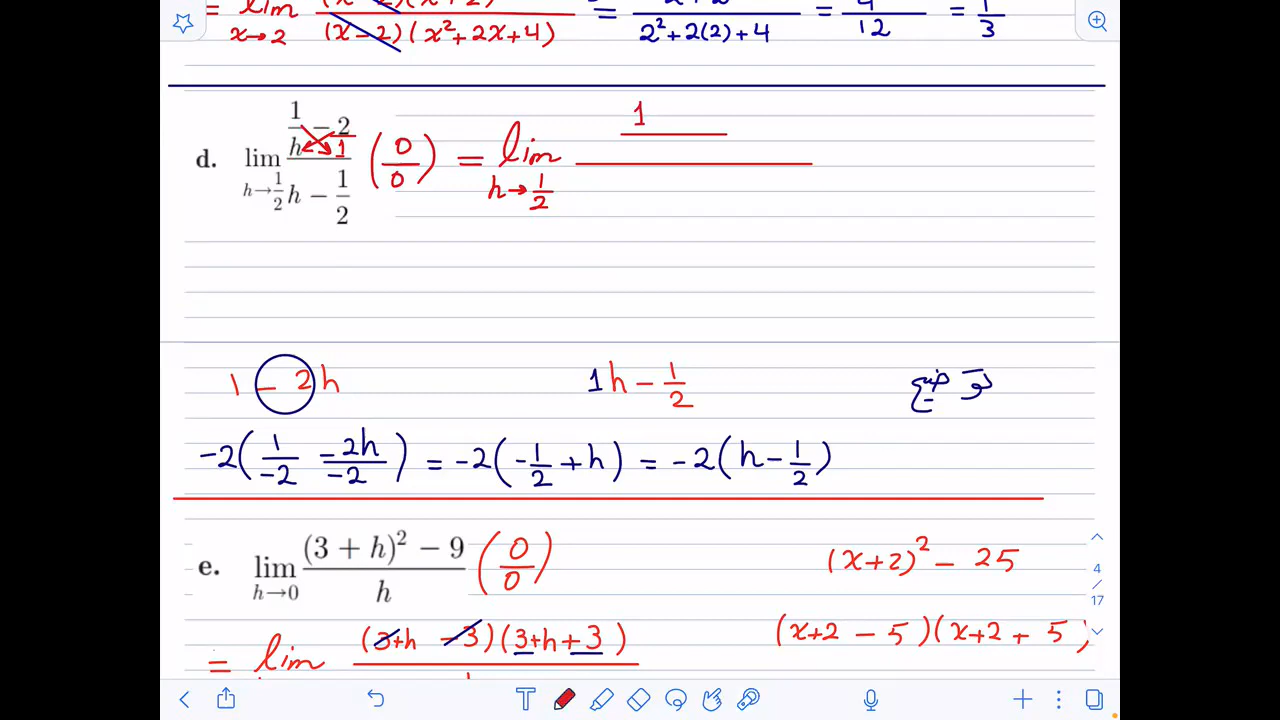 = lim x→2 (x-2)(x+2) / (x-2)(x²+2x+4) = 2+2 / 2²+2(2)+4 = 4/12 = 1/3
d. lim h→1/2 (1/h - 2/1) / (h - 1/2) (0/0) = lim h→1/2 1
1 - 2h 1h - 1/2
-2(1/-2 -2h/-2) = -2(-1/2 + h) = -2(h - 1/2)
e. lim h→0 ((3 + h)² - 9) / h (0/0) (x+2)² - 25
= lim (3+h -3)(3+h+3) (x+2 - 5)(x+2 + 5)
4
/
17
T